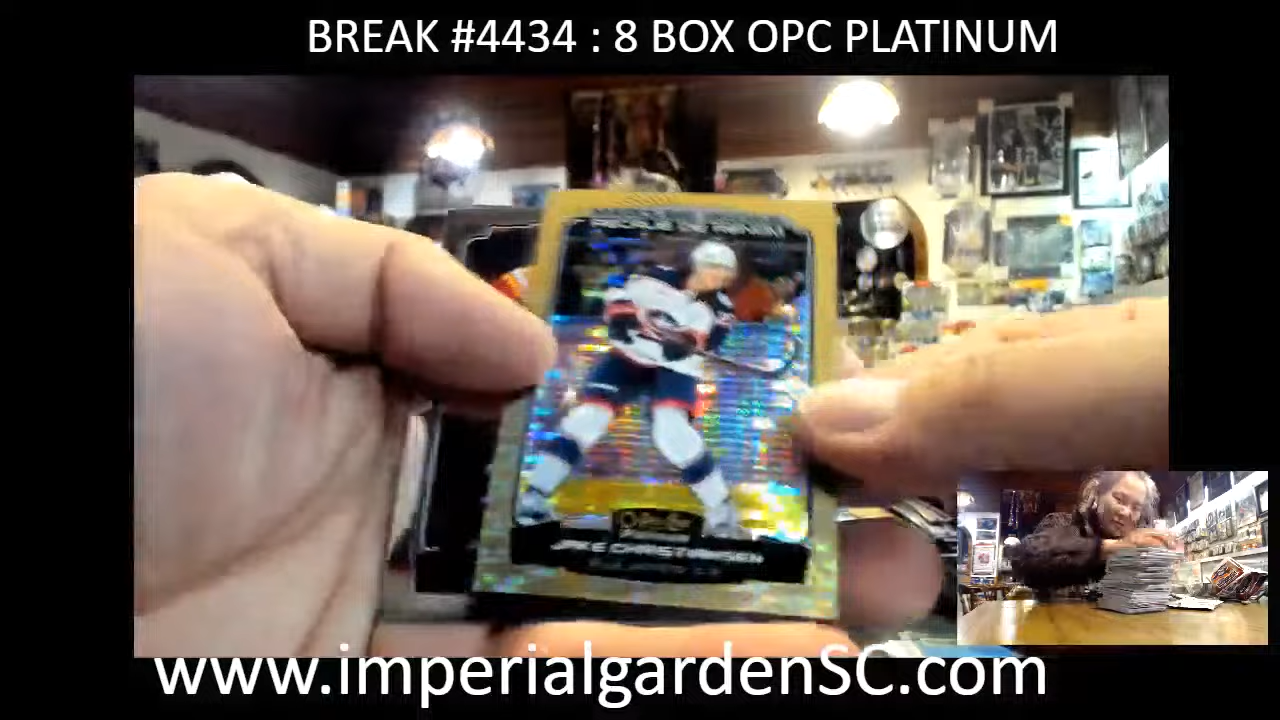 BREAK #4434 : 8 BOX OPC PLATINUM
JAKE CHRISTIANSEN
www.imperialgardenSC.com